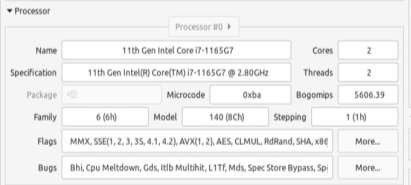 Processor
Processor #0
Name 11th Gen Intel Core i7-1165G7 Cores 2
Specification 11th Gen Intel(R) Core(TM) i7-1165G7 @ 2.80GHz Threads 2
Package Microcode 0xba Bogomips 5606.39
Family 6 (6h) Model 140 (8Ch) Stepping 1 (1h)
Flags MMX, SSE(1, 2, 3, 3S, 4.1, 4.2), AVX(1, 2), AES, CLMUL, RdRand, SHA, x86 More...
Bugs Bhi, Cpu Meltdown, Gds, Itlb Multihit, L1Tf, Mds, Spec Store Bypass, Sp More...